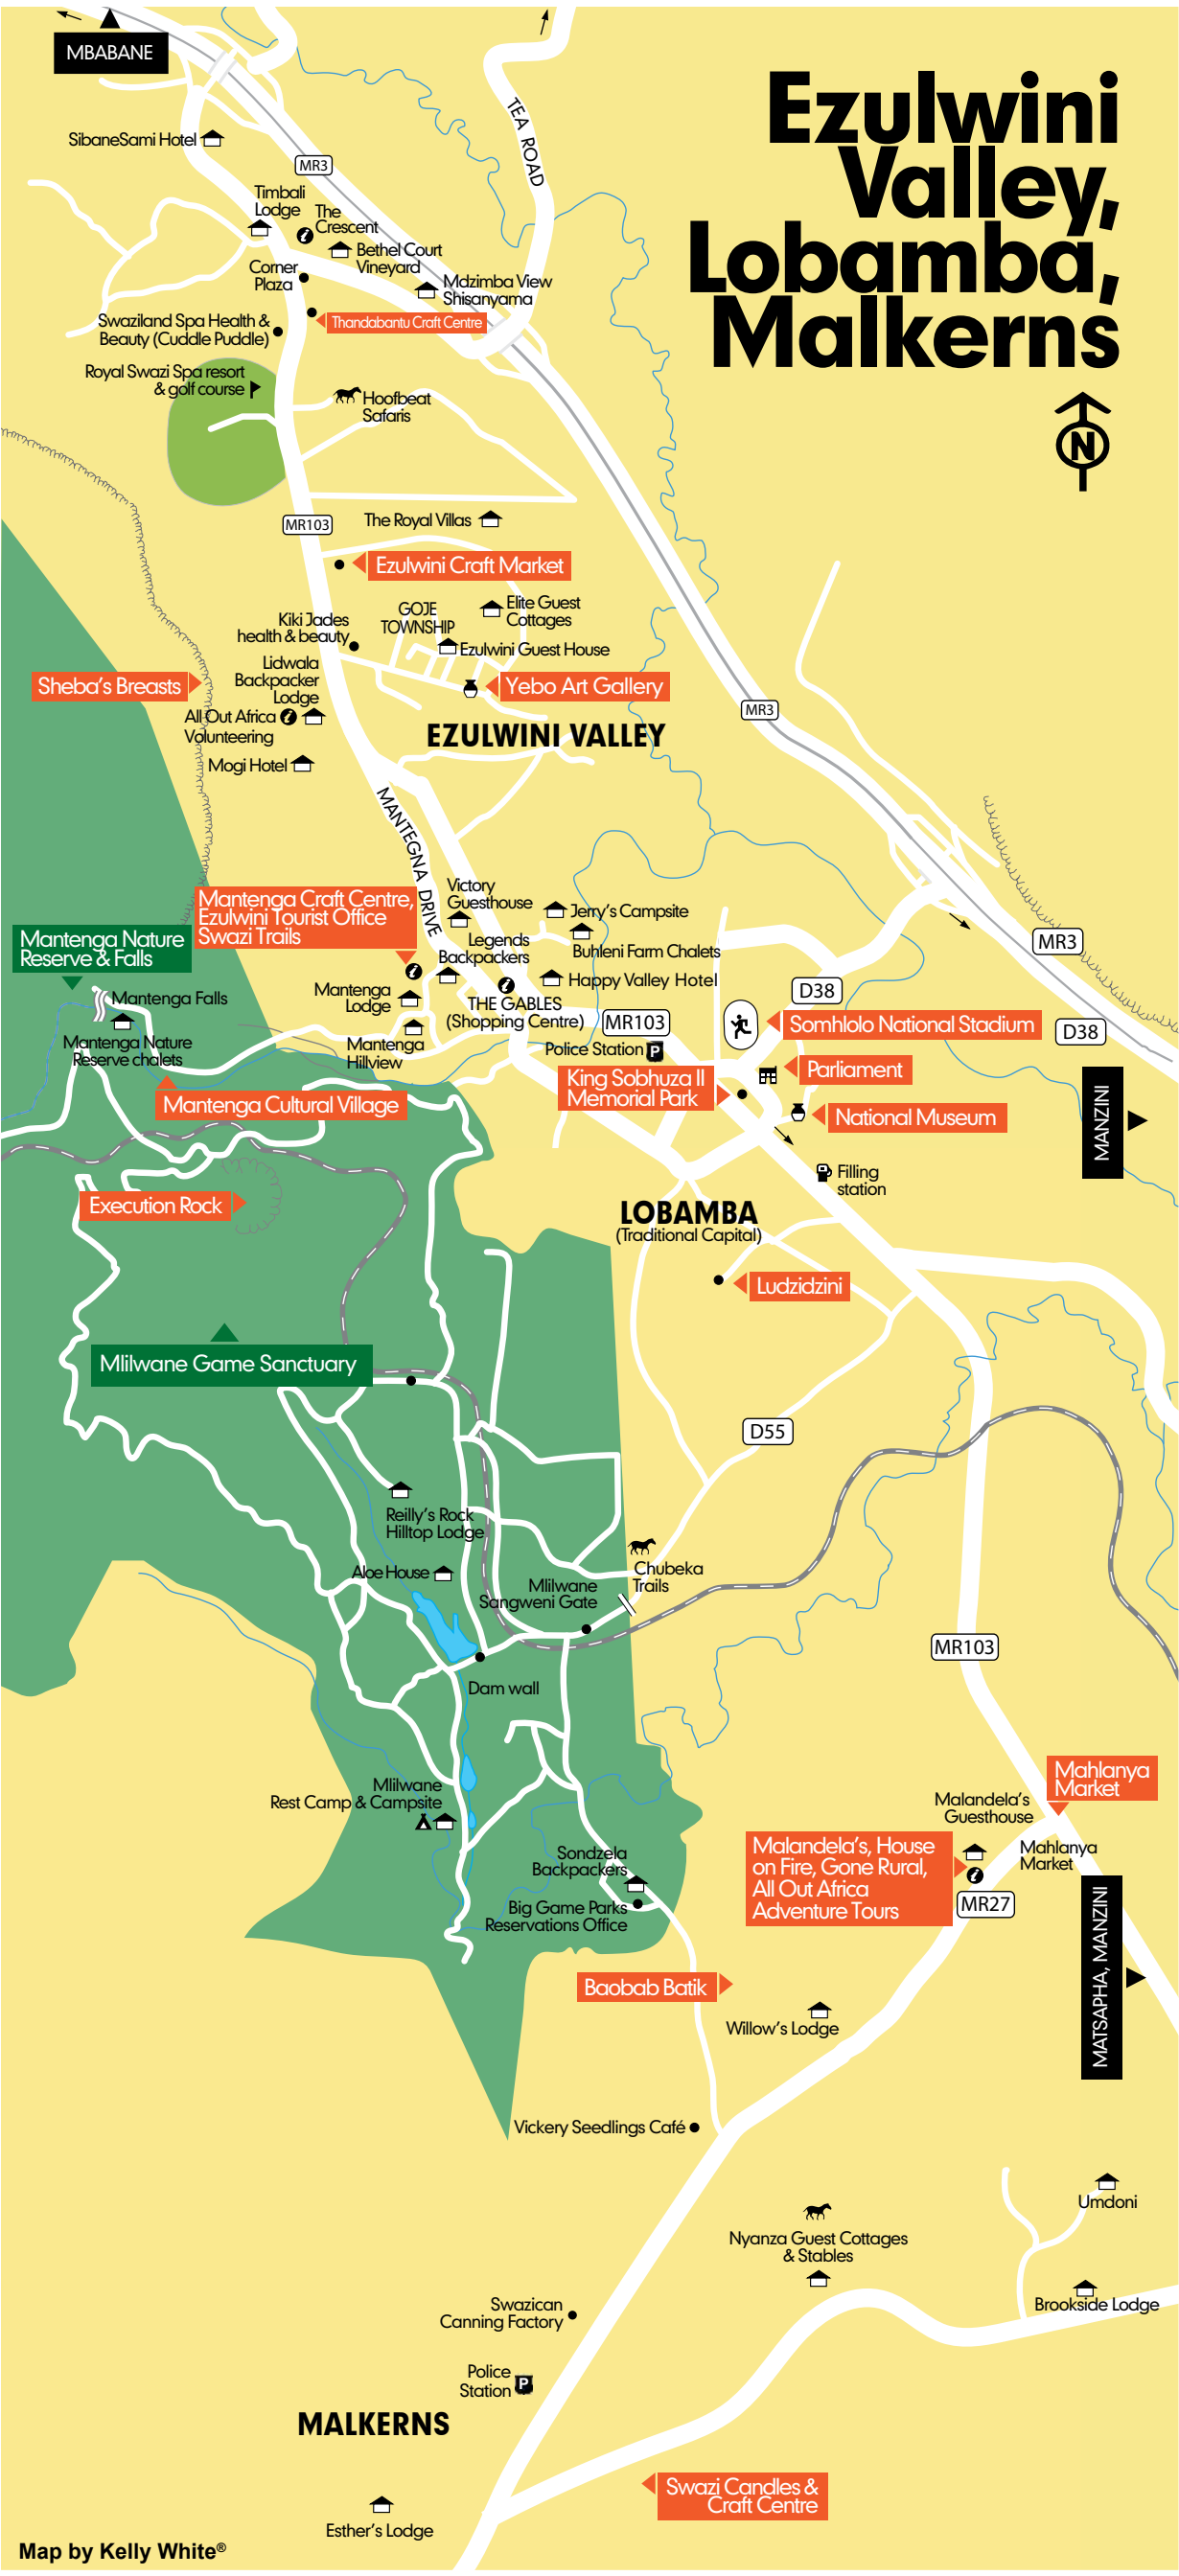 MBABANE
Ezulwini
Valley,
Lobamba,
Malkerns
N
TEA ROAD
SibaneSami Hotel
MR3
Timbali
Lodge
The
Crescent
Bethel Court
Vineyard
Corner
Plaza
Mdzimba View
Shisanyama
Thandabantu Craft Centre
Swaziland Spa Health &
Beauty (Cuddle Puddle)
Royal Swazi Spa resort
& golf course
Hoofbeat
Safaris
MR103
The Royal Villas
Ezulwini Craft Market
Elite Guest
Cottages
GOJE
TOWNSHIP
Kiki Jades
health & beauty
Ezulwini Guest House
Lidwala
Backpacker
Lodge
Sheba's Breasts
Yebo Art Gallery
All Out Africa
Volunteering
MR3
EZULWINI VALLEY
Mogi Hotel
MANTEGNA DRIVE
Mantenga Craft Centre,
Ezulwini Tourist Office
Swazi Trails
Victory
Guesthouse
Jerry's Campsite
Buhleni Farm Chalets
Legends
Backpackers
Mantenga Nature
Reserve & Falls
MR3
Happy Valley Hotel
Mantenga
Lodge
D38
Mantenga Falls
THE GABLES
(Shopping Centre)
MR103
Somhlolo National Stadium
D38
Mantenga Nature
Reserve chalets
Mantenga
Hillview
Police Station
P
Parliament
King Sobhuza II
Memorial Park
Mantenga Cultural Village
National Museum
MANZINI
Filling
station
Execution Rock
LOBAMBA
(Traditional Capital)
Ludzidzini
Mlilwane Game Sanctuary
D55
Reilly's Rock
Hilltop Lodge
Aloe House
Chubeka
Trails
Mlilwane
Sangweni Gate
MR103
Dam wall
Mahlanya
Market
Mlilwane
Rest Camp & Campsite
Malandela's
Guesthouse
Malandela's, House
on Fire, Gone Rural,
All Out Africa
Adventure Tours
Mahlanya
Market
Sondzela
Backpackers
MR27
Big Game Parks
Reservations Office
MATSAPHA, MANZINI
Baobab Batik
Willow's Lodge
Vickery Seedlings Café
Umdoni
Nyanza Guest Cottages
& Stables
Brookside Lodge
Swazican
Canning Factory
Police
Station
P
MALKERNS
Swazi Candles &
Craft Centre
Esther's Lodge
Map by Kelly White®